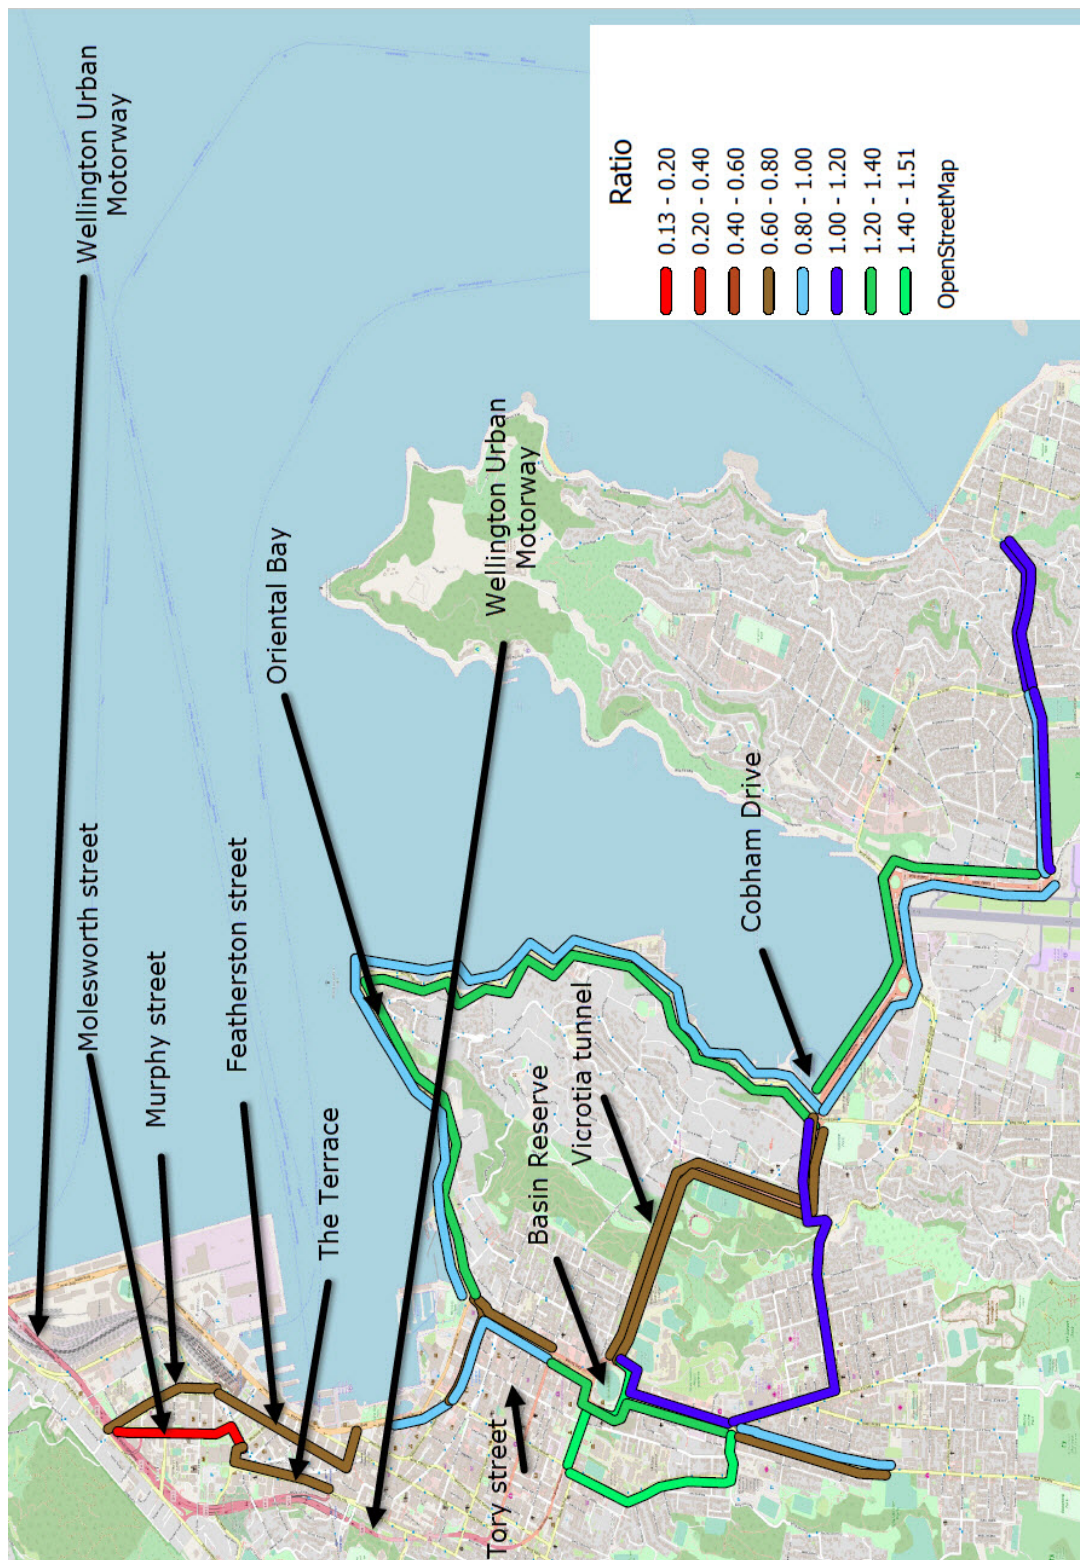 Wellington Urban
Motorway
Molesworth street
Murphy street
Featherston street
The Terrace
Oriental Bay
Wellington Urban
Motorway
Tory street
Basin Reserve
Vicrotia tunnel
Cobham Drive
Ratio
0.13 - 0.20
0.20 - 0.40
0.40 - 0.60
0.60 - 0.80
0.80 - 1.00
1.00 - 1.20
1.20 - 1.40
1.40 - 1.51
OpenStreetMap